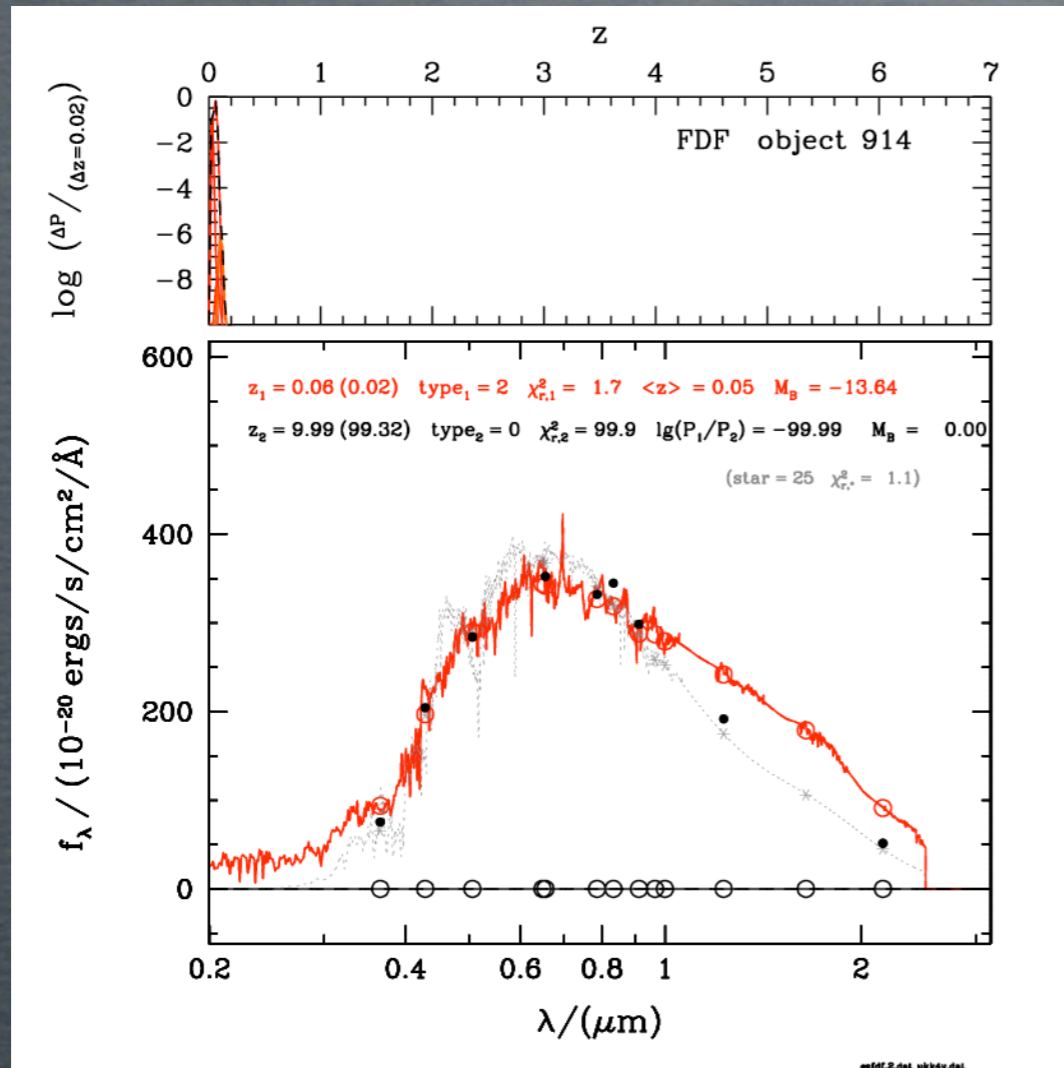 z
0 1 2 3 4 5 6 7
log (ΔP/(Δz=0.02))
0
−2
−4
−6
−8
FDF object 914
z₁ = 0.06 (0.02) type₁ = 2 χ²r,1 = 1.7 <z> = 0.05 M_B = −13.64
z₂ = 9.99 (99.32) type₂ = 0 χ²r,2 = 99.9 lg(P₁/P₂) = −99.99 M_B = 0.00
(star = 25 χ²r,* = 1.1)
fλ / (10⁻²⁰ ergs/s/cm²/Å)
600
400
200
0
0.2 0.4 0.6 0.8 1 2
λ/(μm)